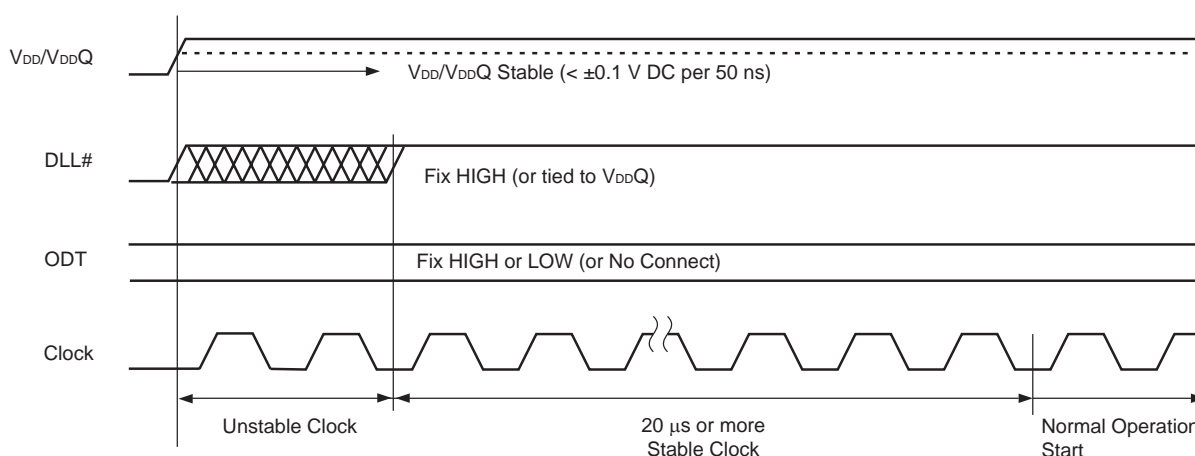 VDD/VDDQ
VDD/VDDQ Stable (< ±0.1 V DC per 50 ns)
DLL#
Fix HIGH (or tied to VDDQ)
ODT
Fix HIGH or LOW (or No Connect)
Clock
Unstable Clock
20 μs or more
Stable Clock
Normal Operation
Start